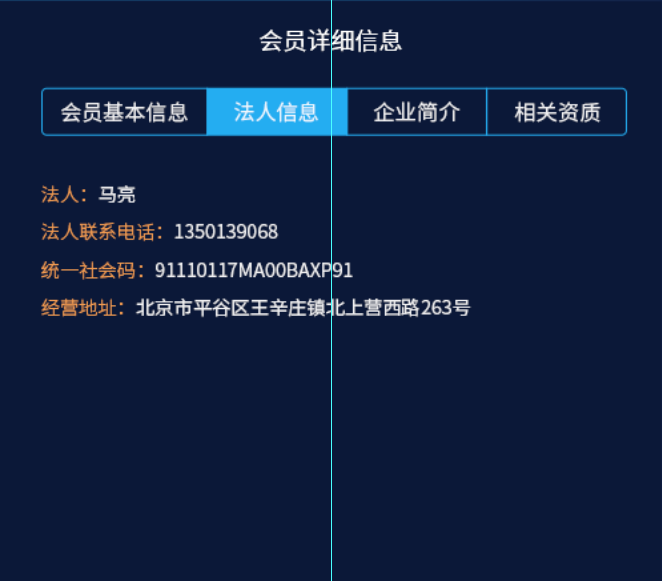 会员详细信息
会员基本信息 法人信息 企业简介 相关资质
法人：马亮
法人联系电话：1350139068
统一社会码：91110117MA00BAXP91
经营地址：北京市平谷区王辛庄镇北上营西路263号